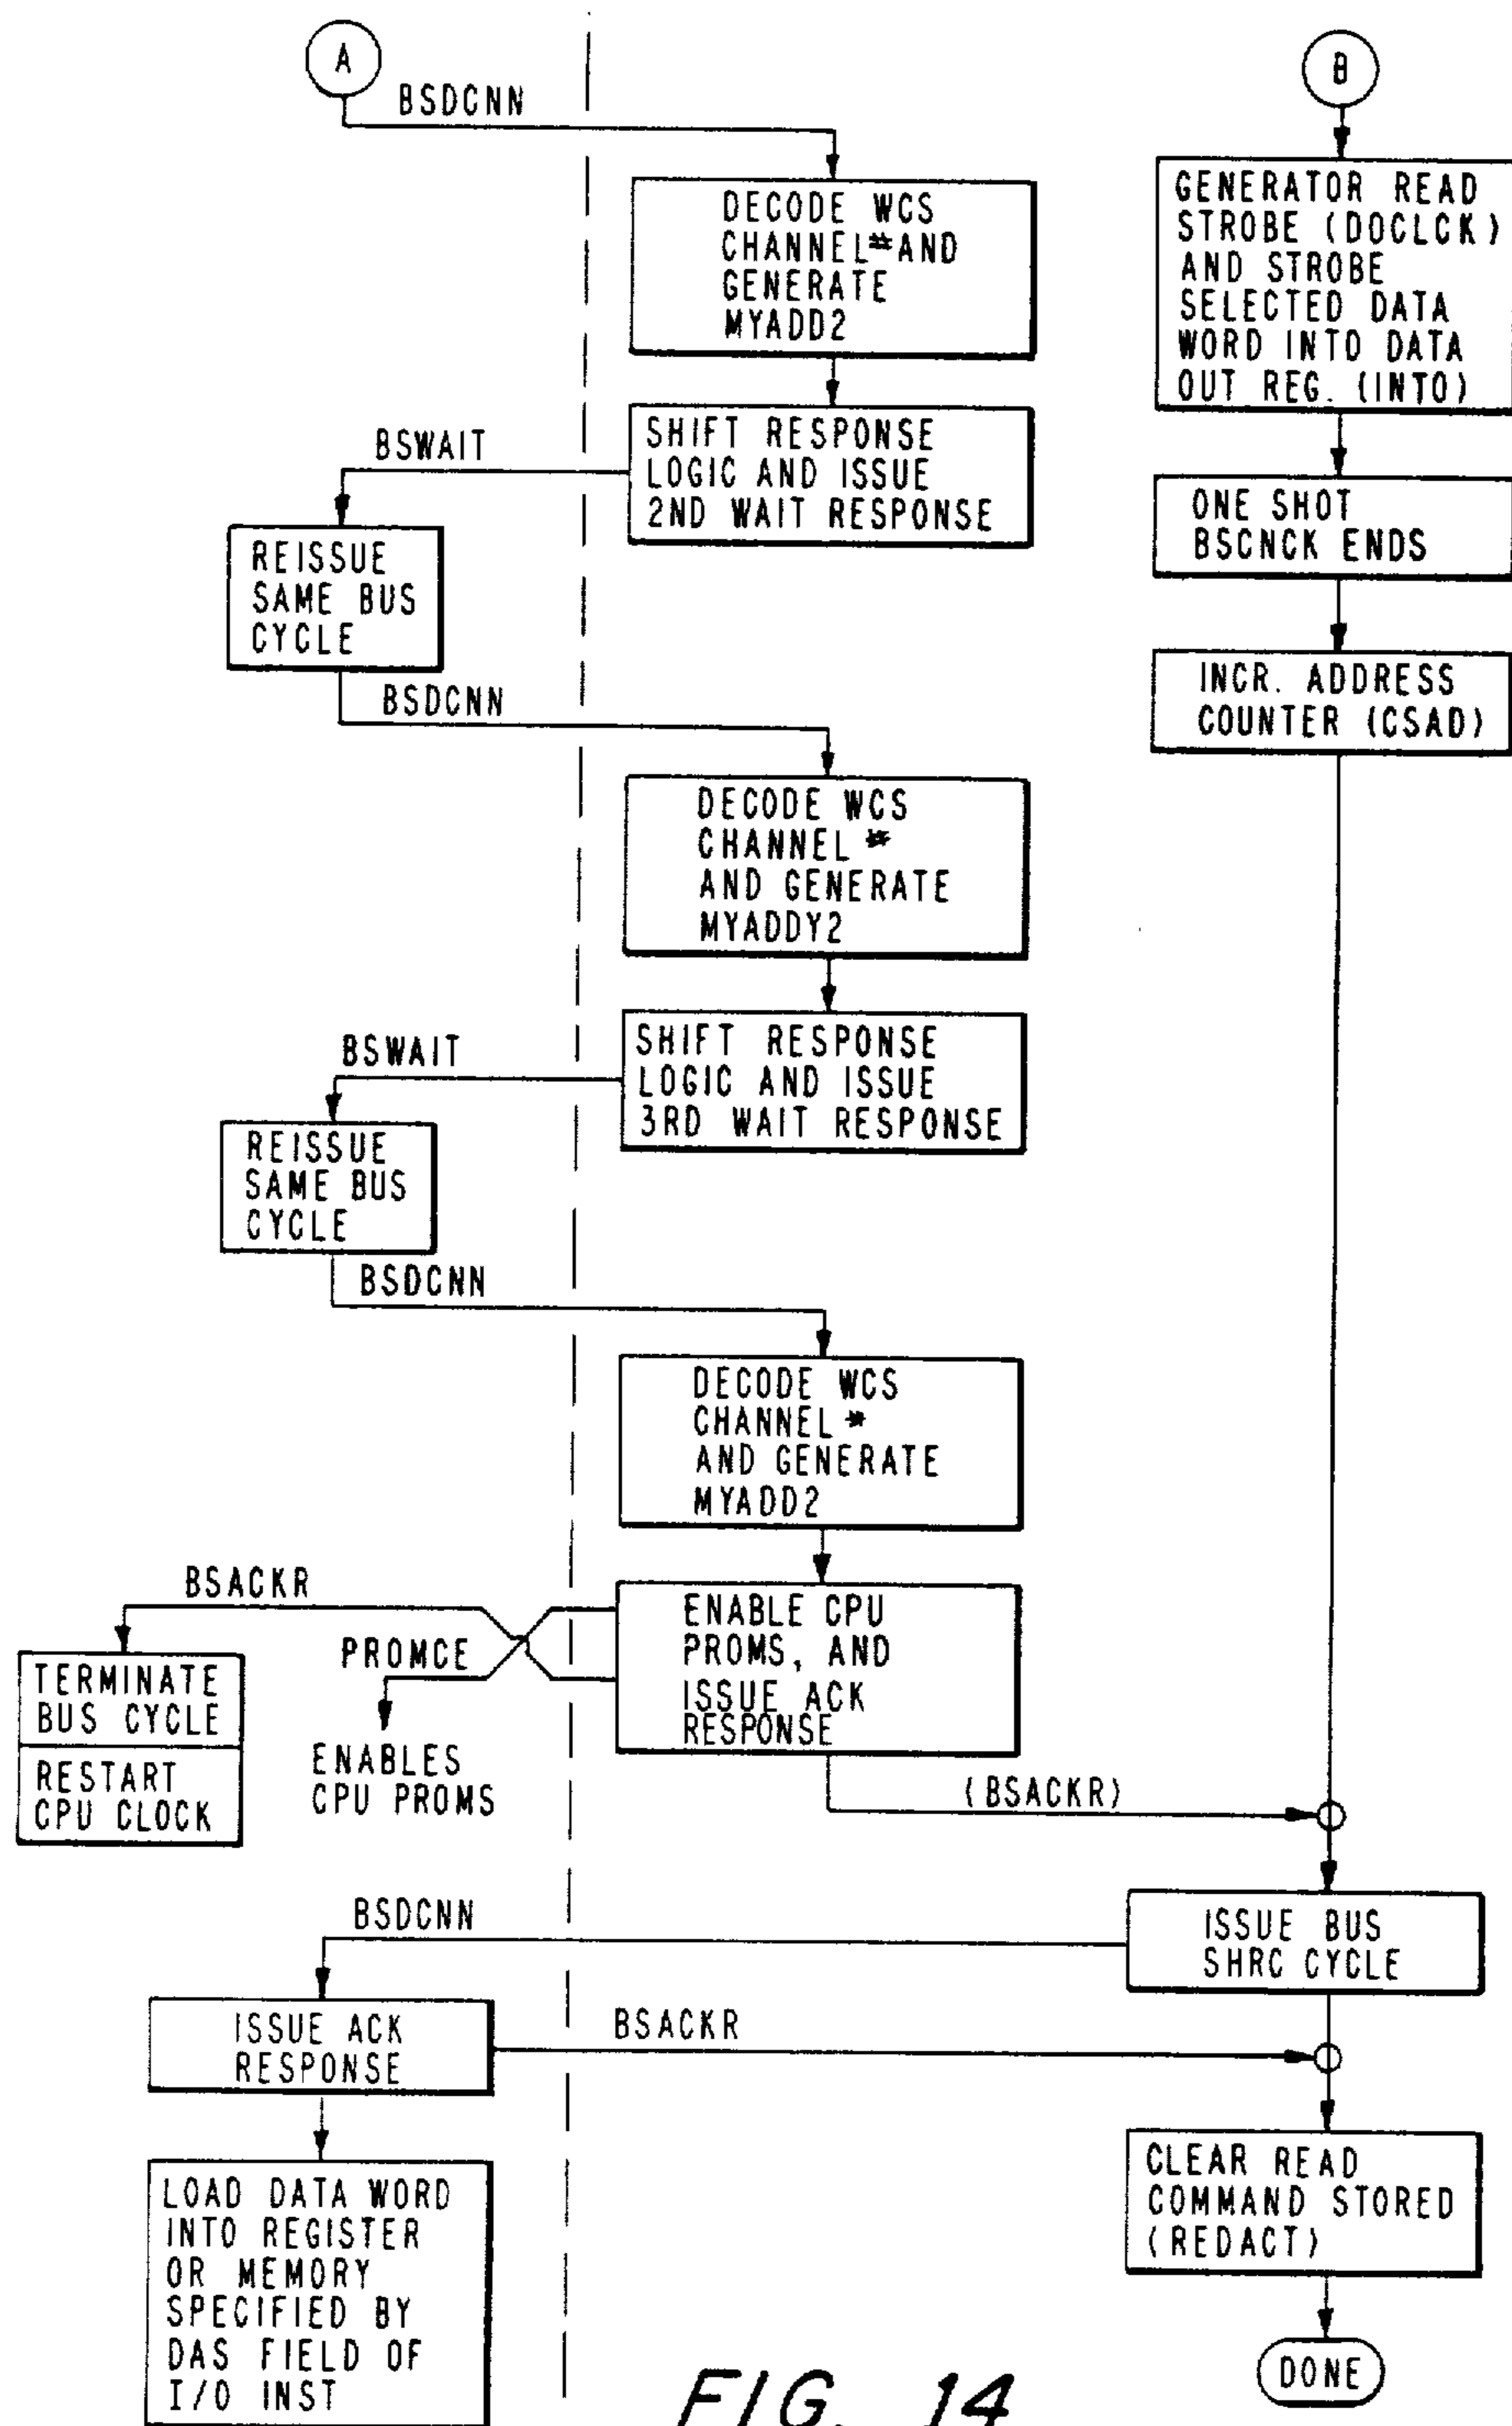 A
BSDCNN
DECODE WCS
CHANNEL # AND
GENERATE
MYADD2
SHIFT RESPONSE
LOGIC AND ISSUE
2ND WAIT RESPONSE
BSWAIT
REISSUE
SAME BUS
CYCLE
BSDCNN
DECODE WCS
CHANNEL #
AND GENERATE
MYADDY2
SHIFT RESPONSE
LOGIC AND ISSUE
3RD WAIT RESPONSE
BSWAIT
REISSUE
SAME BUS
CYCLE
BSDCNN
DECODE WCS
CHANNEL #
AND GENERATE
MYADD2
ENABLE CPU
PROMS, AND
ISSUE ACK
RESPONSE
BSACKR
PROMCE
TERMINATE
BUS CYCLE
RESTART
CPU CLOCK
ENABLES
CPU PROMS
(BSACKR)
B
GENERATOR READ
STROBE (DOCLCK)
AND STROBE
SELECTED DATA
WORD INTO DATA
OUT REG. (INTO)
ONE SHOT
BSCNCK ENDS
INCR. ADDRESS
COUNTER (CSAD)
ISSUE BUS
SHRC CYCLE
BSDCNN
ISSUE ACK
RESPONSE
BSACKR
LOAD DATA WORD
INTO REGISTER
OR MEMORY
SPECIFIED BY
DAS FIELD OF
I/O INST
CLEAR READ
COMMAND STORED
(REDACT)
DONE
FIG. 14